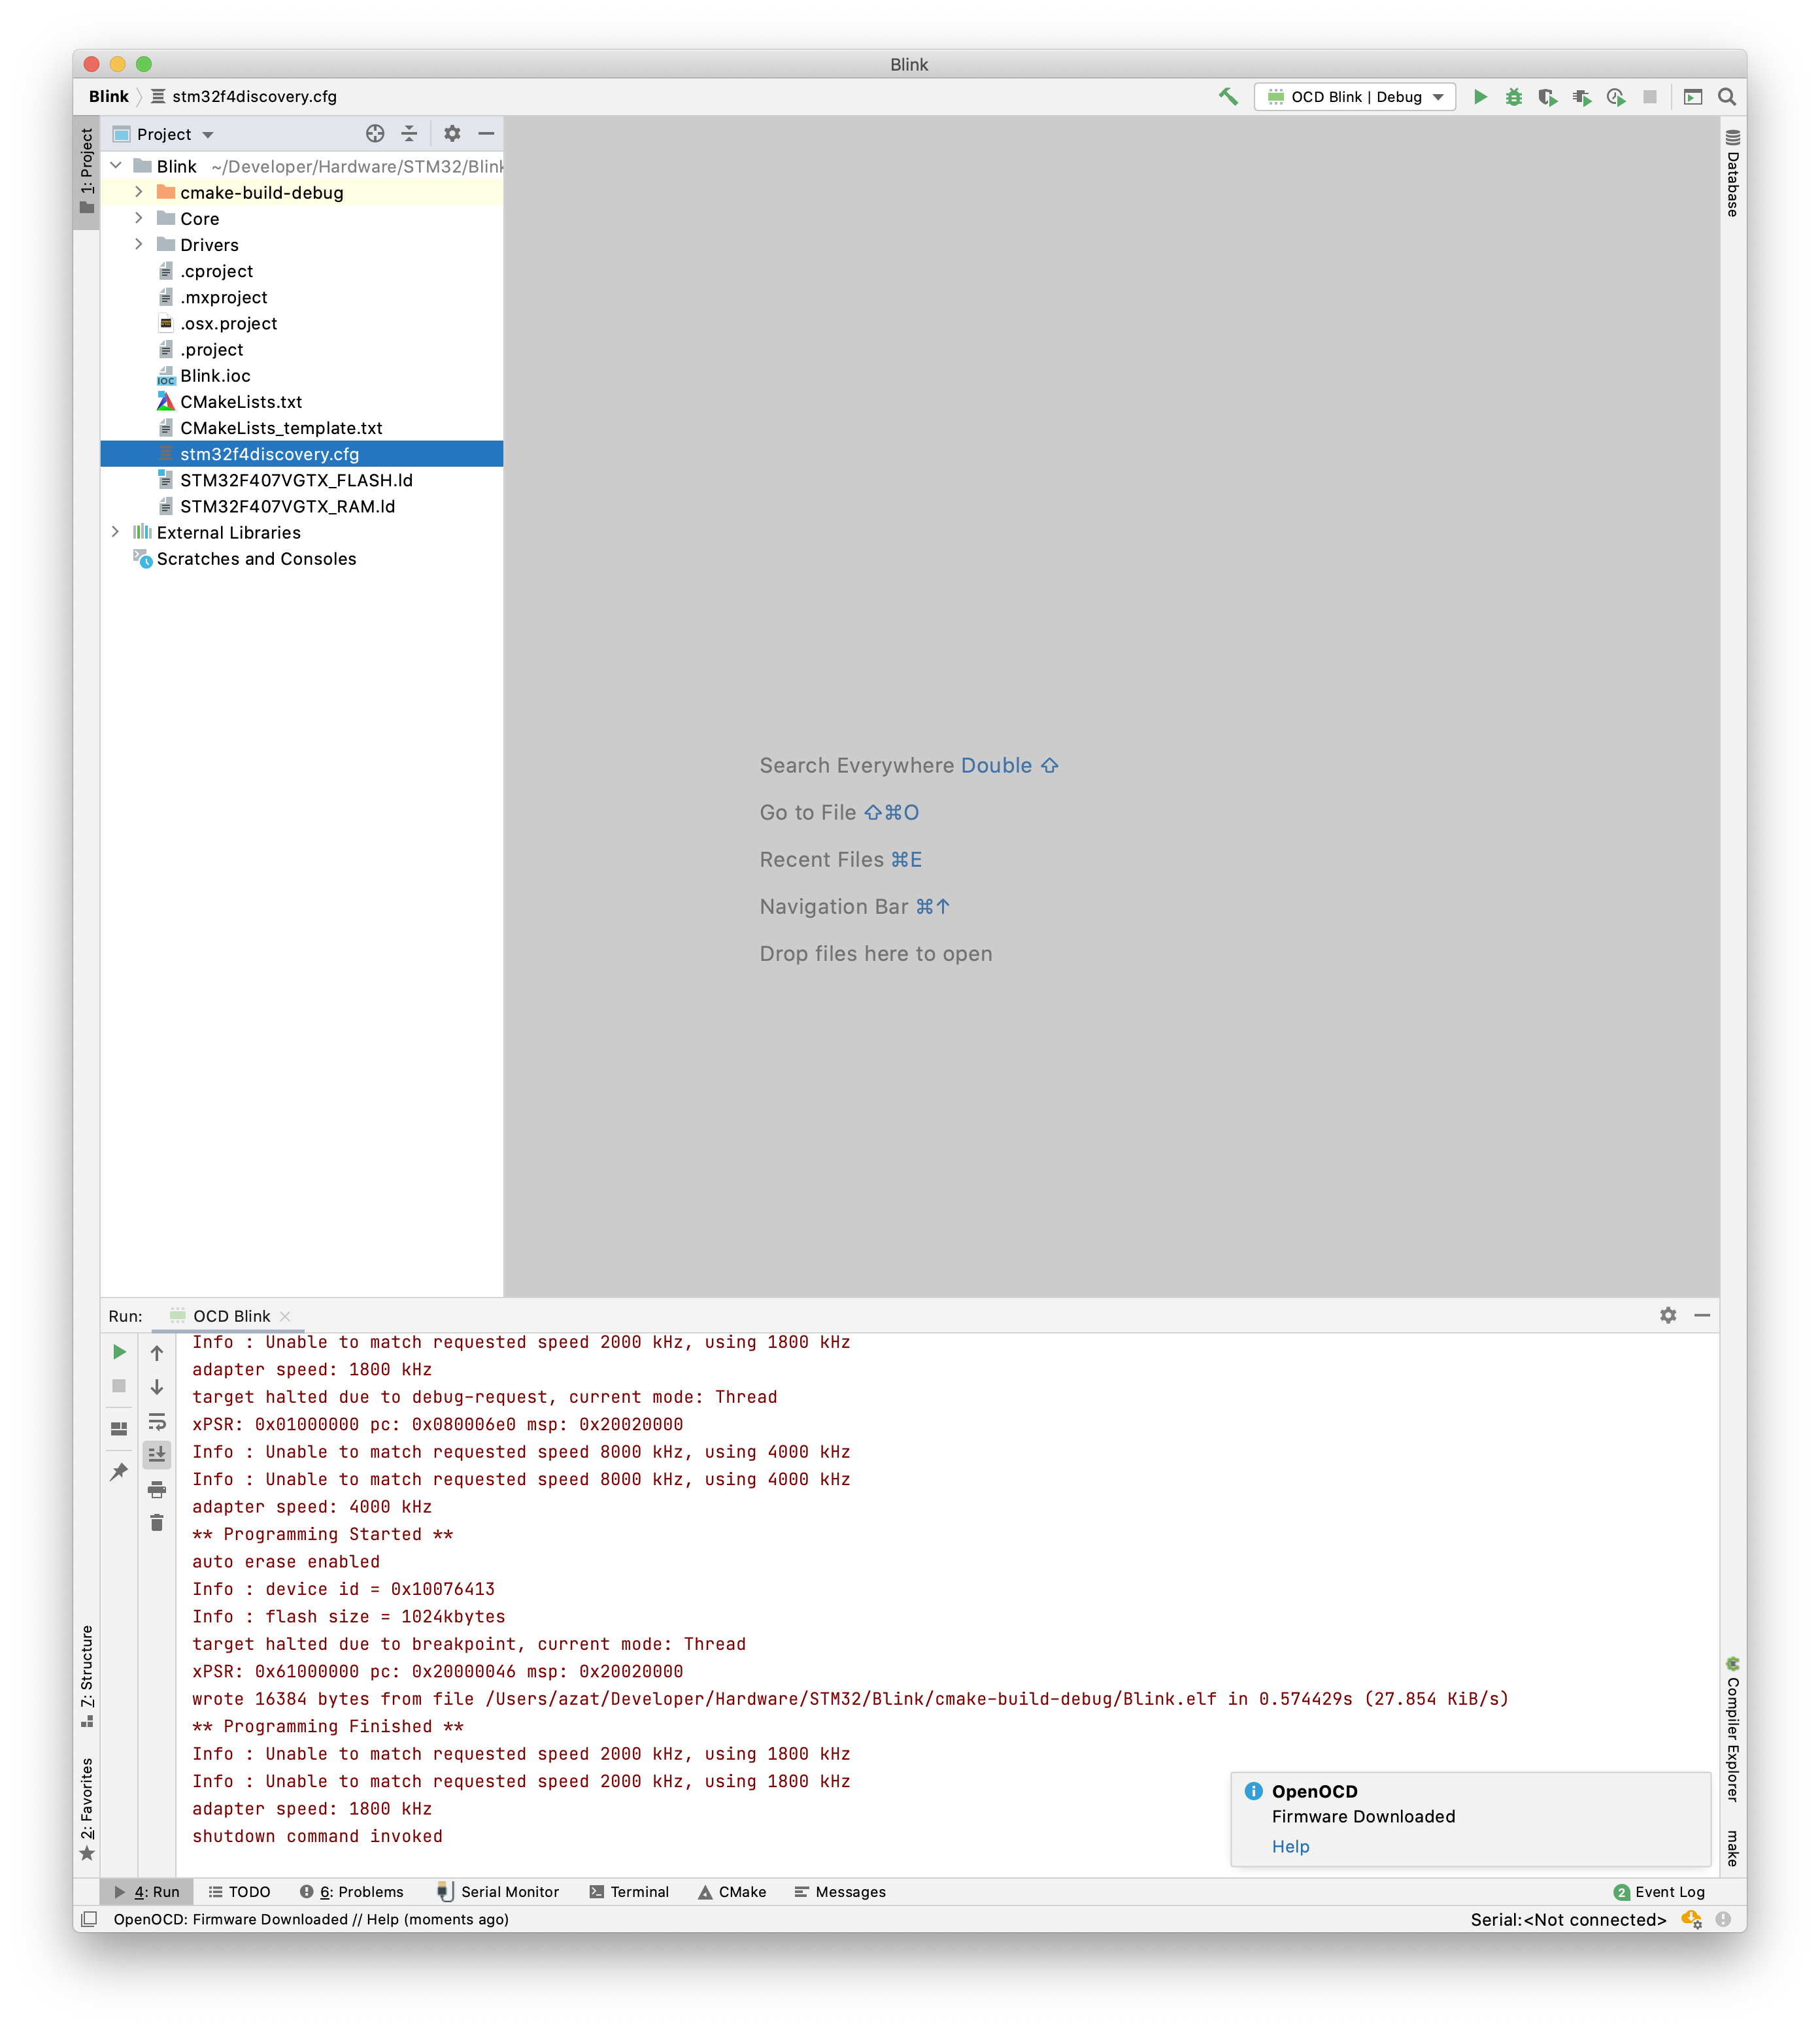 Blink
Blink stm32f4discovery.cfg OCD Blink | Debug
1: Project
Project
Blink ~/Developer/Hardware/STM32/Blink
cmake-build-debug
Core
Drivers
.cproject
.mxproject
.osx.project
.project
IOC Blink.ioc
CMakeLists.txt
CMakeLists_template.txt
stm32f4discovery.cfg
STM32F407VGTX_FLASH.ld
STM32F407VGTX_RAM.ld
External Libraries
Scratches and Consoles
Search Everywhere Double ⇧
Go to File ⇧⌘O
Recent Files ⌘E
Navigation Bar ⌘↑
Drop files here to open
Database
Run: OCD Blink
Info : Unable to match requested speed 2000 kHz, using 1800 kHz
adapter speed: 1800 kHz
target halted due to debug-request, current mode: Thread
xPSR: 0x01000000 pc: 0x080006e0 msp: 0x20020000
Info : Unable to match requested speed 8000 kHz, using 4000 kHz
Info : Unable to match requested speed 8000 kHz, using 4000 kHz
adapter speed: 4000 kHz
** Programming Started **
auto erase enabled
Info : device id = 0x10076413
Info : flash size = 1024kbytes
target halted due to breakpoint, current mode: Thread
xPSR: 0x61000000 pc: 0x20000046 msp: 0x20020000
wrote 16384 bytes from file /Users/azat/Developer/Hardware/STM32/Blink/cmake-build-debug/Blink.elf in 0.574429s (27.854 KiB/s)
** Programming Finished **
Info : Unable to match requested speed 2000 kHz, using 1800 kHz
Info : Unable to match requested speed 2000 kHz, using 1800 kHz
adapter speed: 1800 kHz
shutdown command invoked
7: Structure
2: Favorites
OpenOCD
Firmware Downloaded
Help
Compiler Explorer
make
4: Run TODO 6: Problems Serial Monitor Terminal CMake Messages 2 Event Log
OpenOCD: Firmware Downloaded // Help (moments ago) Serial:<Not connected>